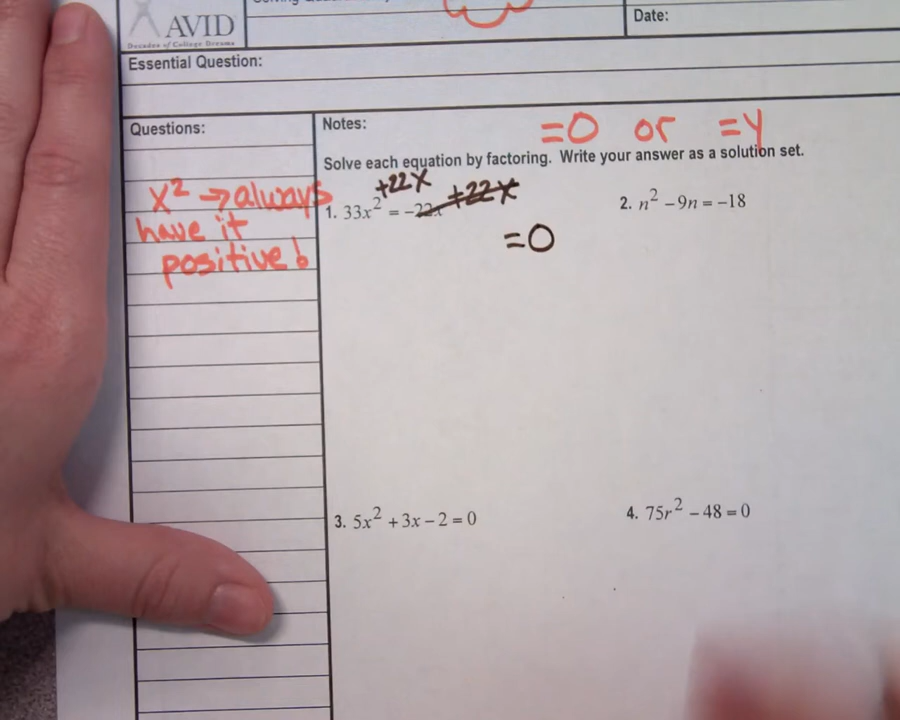 AVID
Decades of College Dreams
Date:
Essential Question:
Questions:
Notes:
=0 or =y
Solve each equation by factoring. Write your answer as a solution set.
x² → always
have it
positive!
+22x
1. 33x² = -22x +22x
=0
2. n² - 9n = -18
3. 5x² + 3x - 2 = 0
4. 75r² - 48 = 0